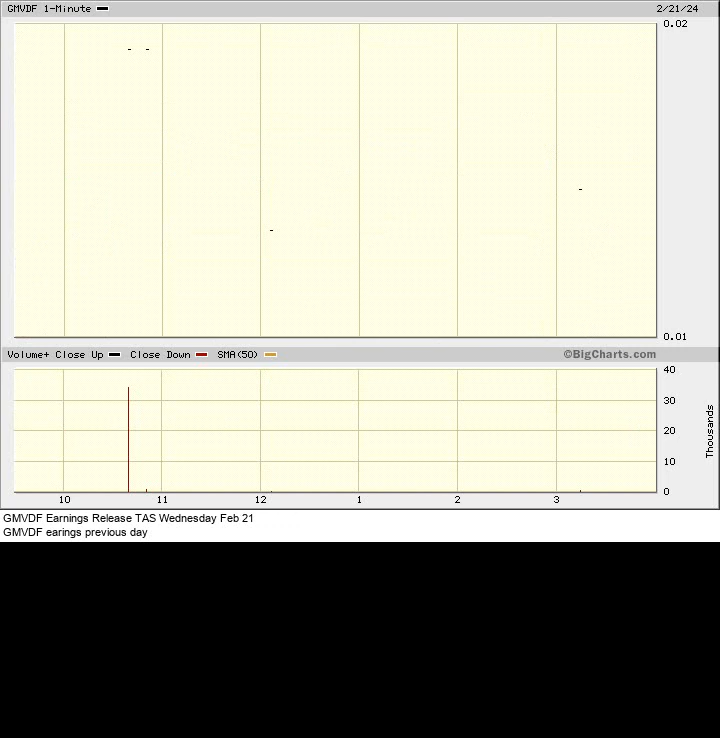 GMVDF 1-Minute 2/21/24
0.02
0.01
Volume+ Close Up Close Down SMA(50) ©BigCharts.com
40
30
20
10
0
Thousands
10 11 12 1 2 3
GMVDF Earnings Release TAS Wednesday Feb 21
GMVDF earings previous day